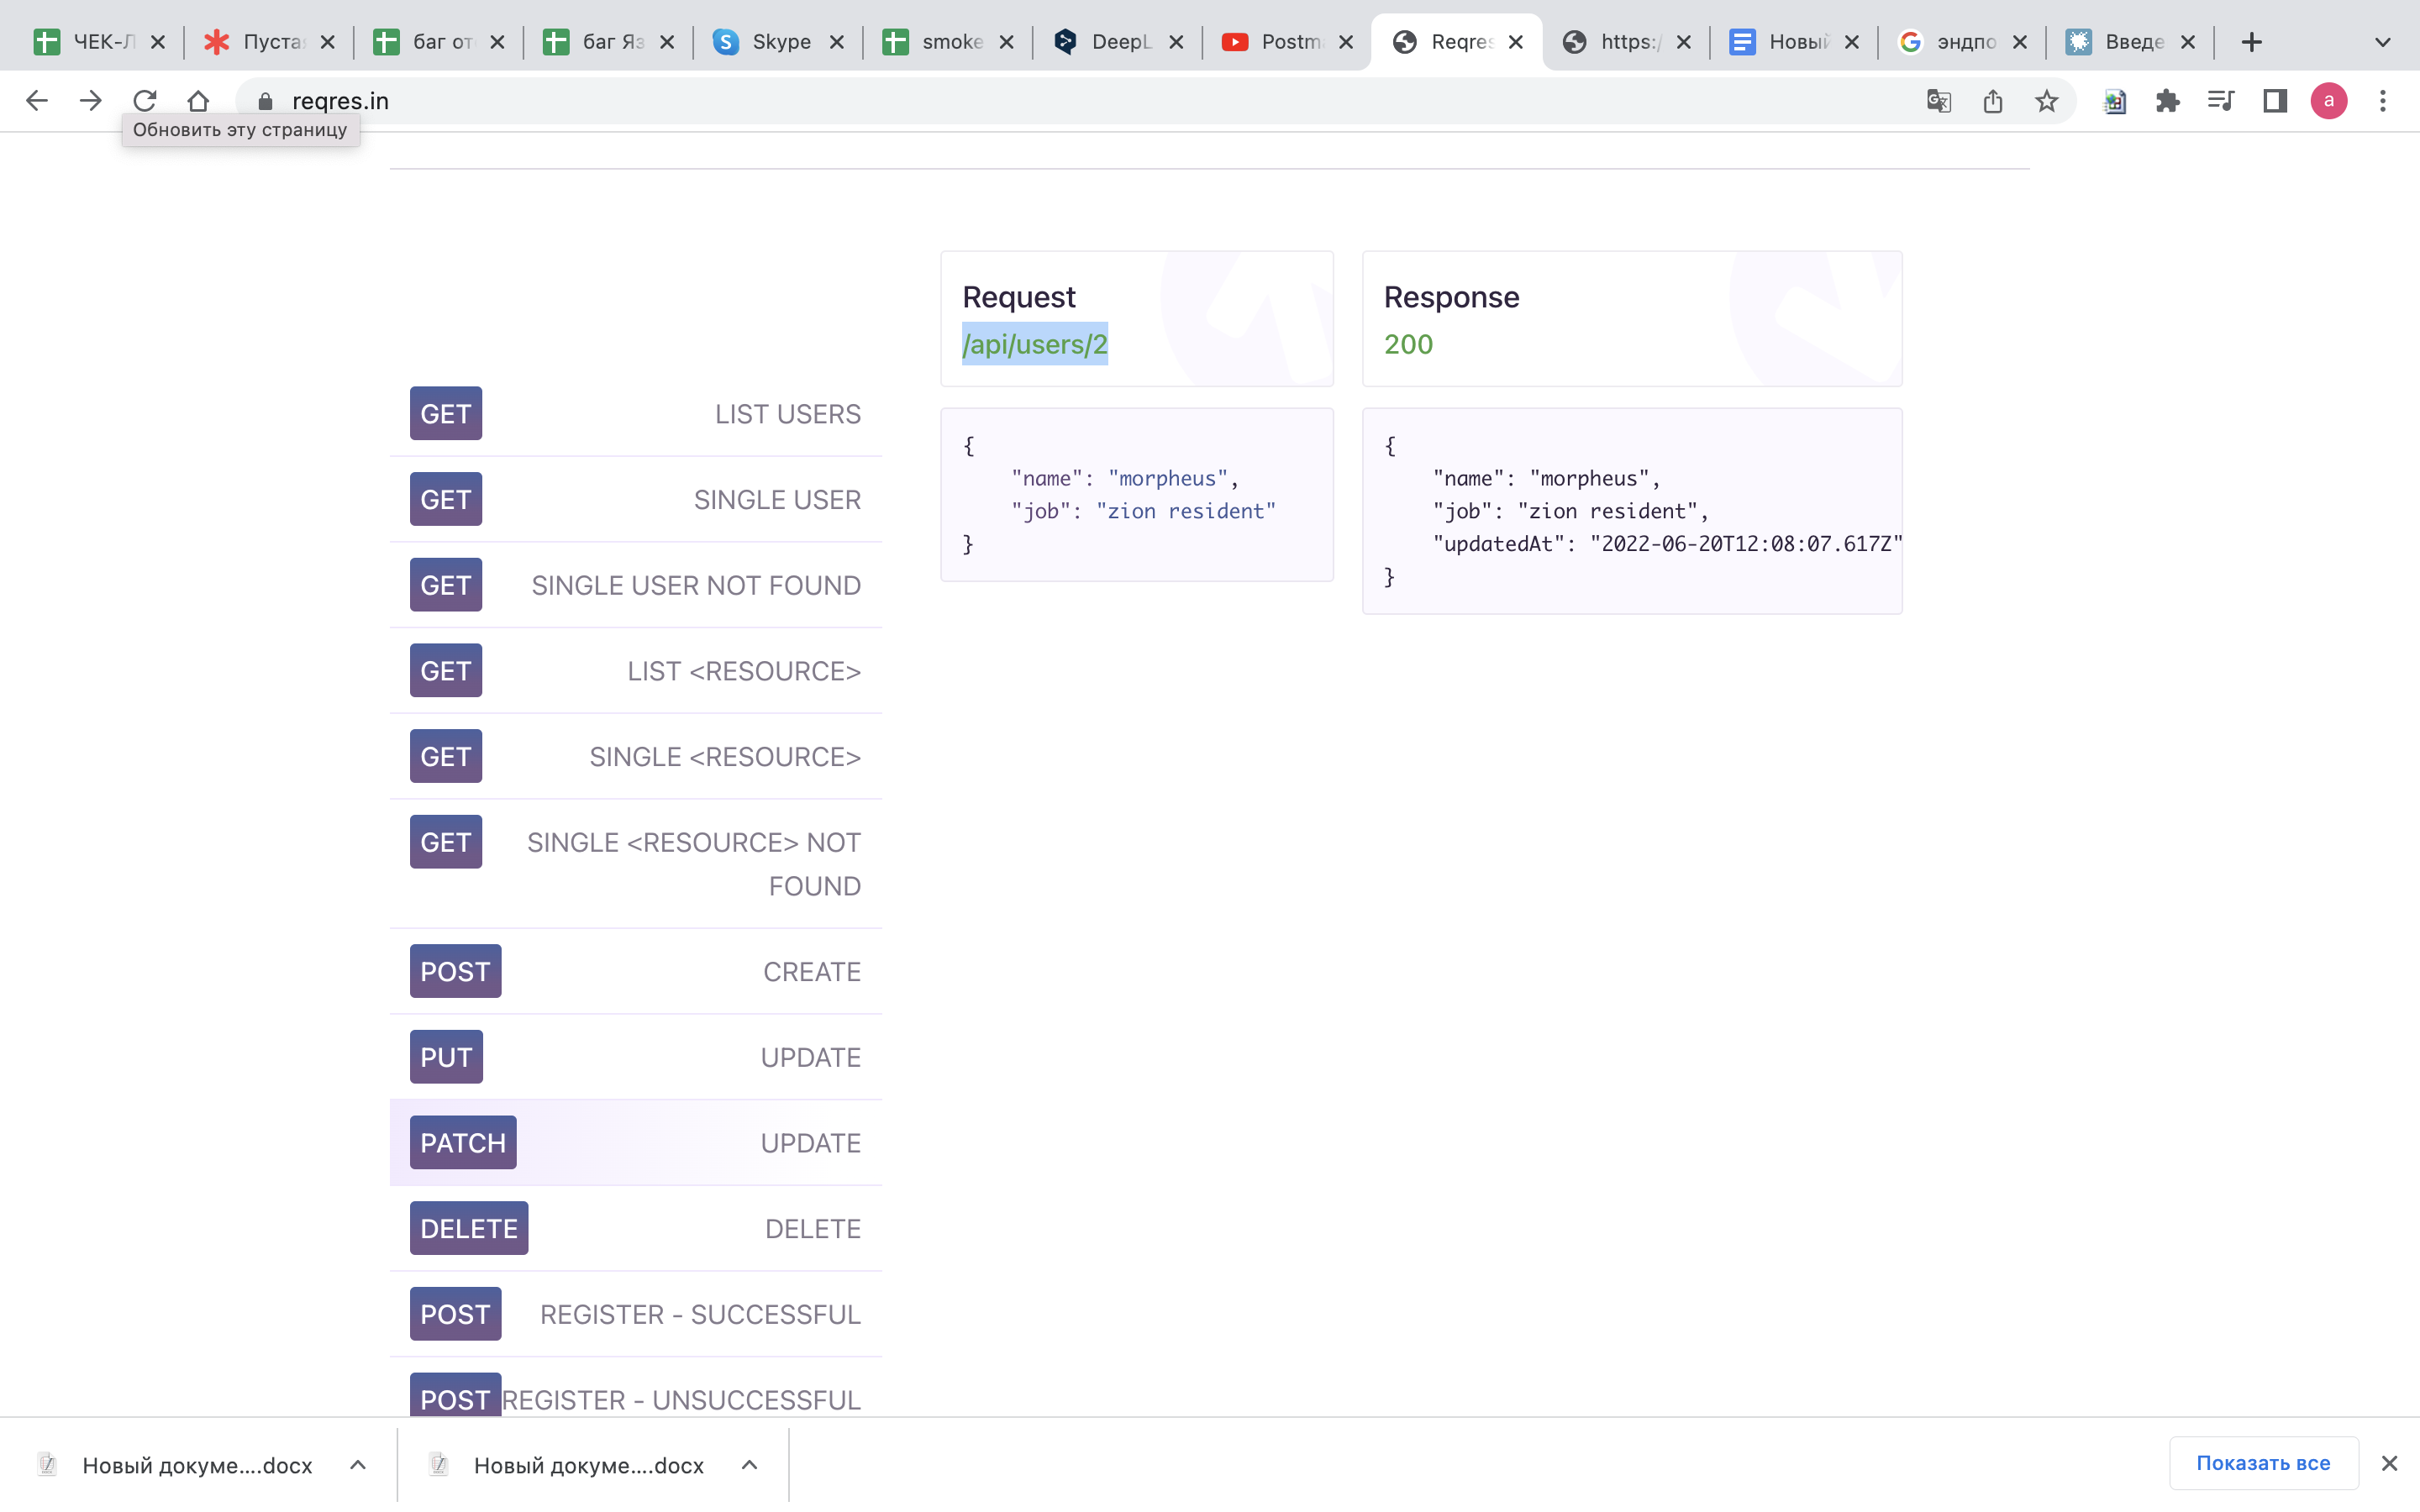 ЧЕК-Л
Пуста
баг от
баг Яз
Skype
smoke
DeepL
Postm
Reqres
https:/
Новый
эндпо
Введе
reqres.in
a
Обновить эту страницу
Request
/api/users/2
Response
200
{
"name": "morpheus",
"job": "zion resident"
}
{
"name": "morpheus",
"job": "zion resident",
"updatedAt": "2022-06-20T12:08:07.617Z"
}
GET LIST USERS
GET SINGLE USER
GET SINGLE USER NOT FOUND
GET LIST <RESOURCE>
GET SINGLE <RESOURCE>
GET SINGLE <RESOURCE> NOT
FOUND
POST CREATE
PUT UPDATE
PATCH UPDATE
DELETE DELETE
POST REGISTER - SUCCESSFUL
POST REGISTER - UNSUCCESSFUL
Новый докуме....docx
Новый докуме....docx
Показать все